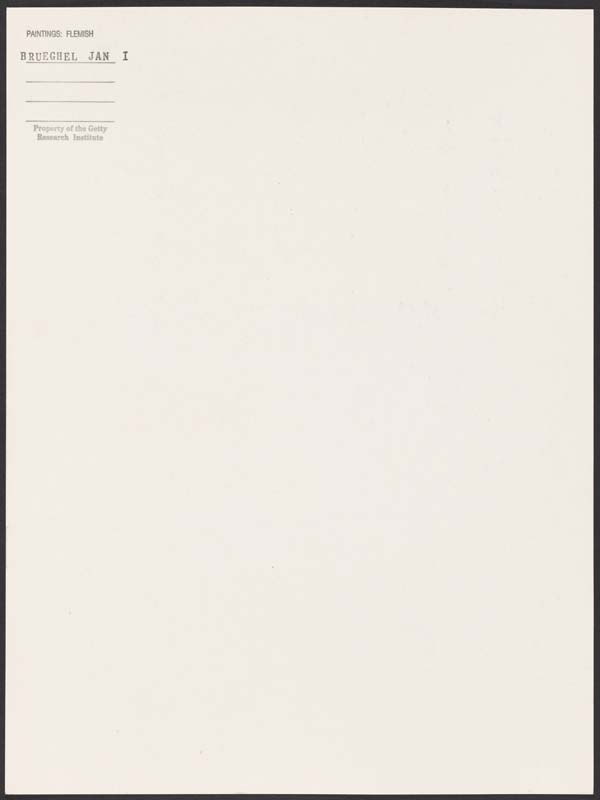 PAINTINGS: FLEMISH
BRUEGHEL JAN I
Property of the Getty
Research Institute